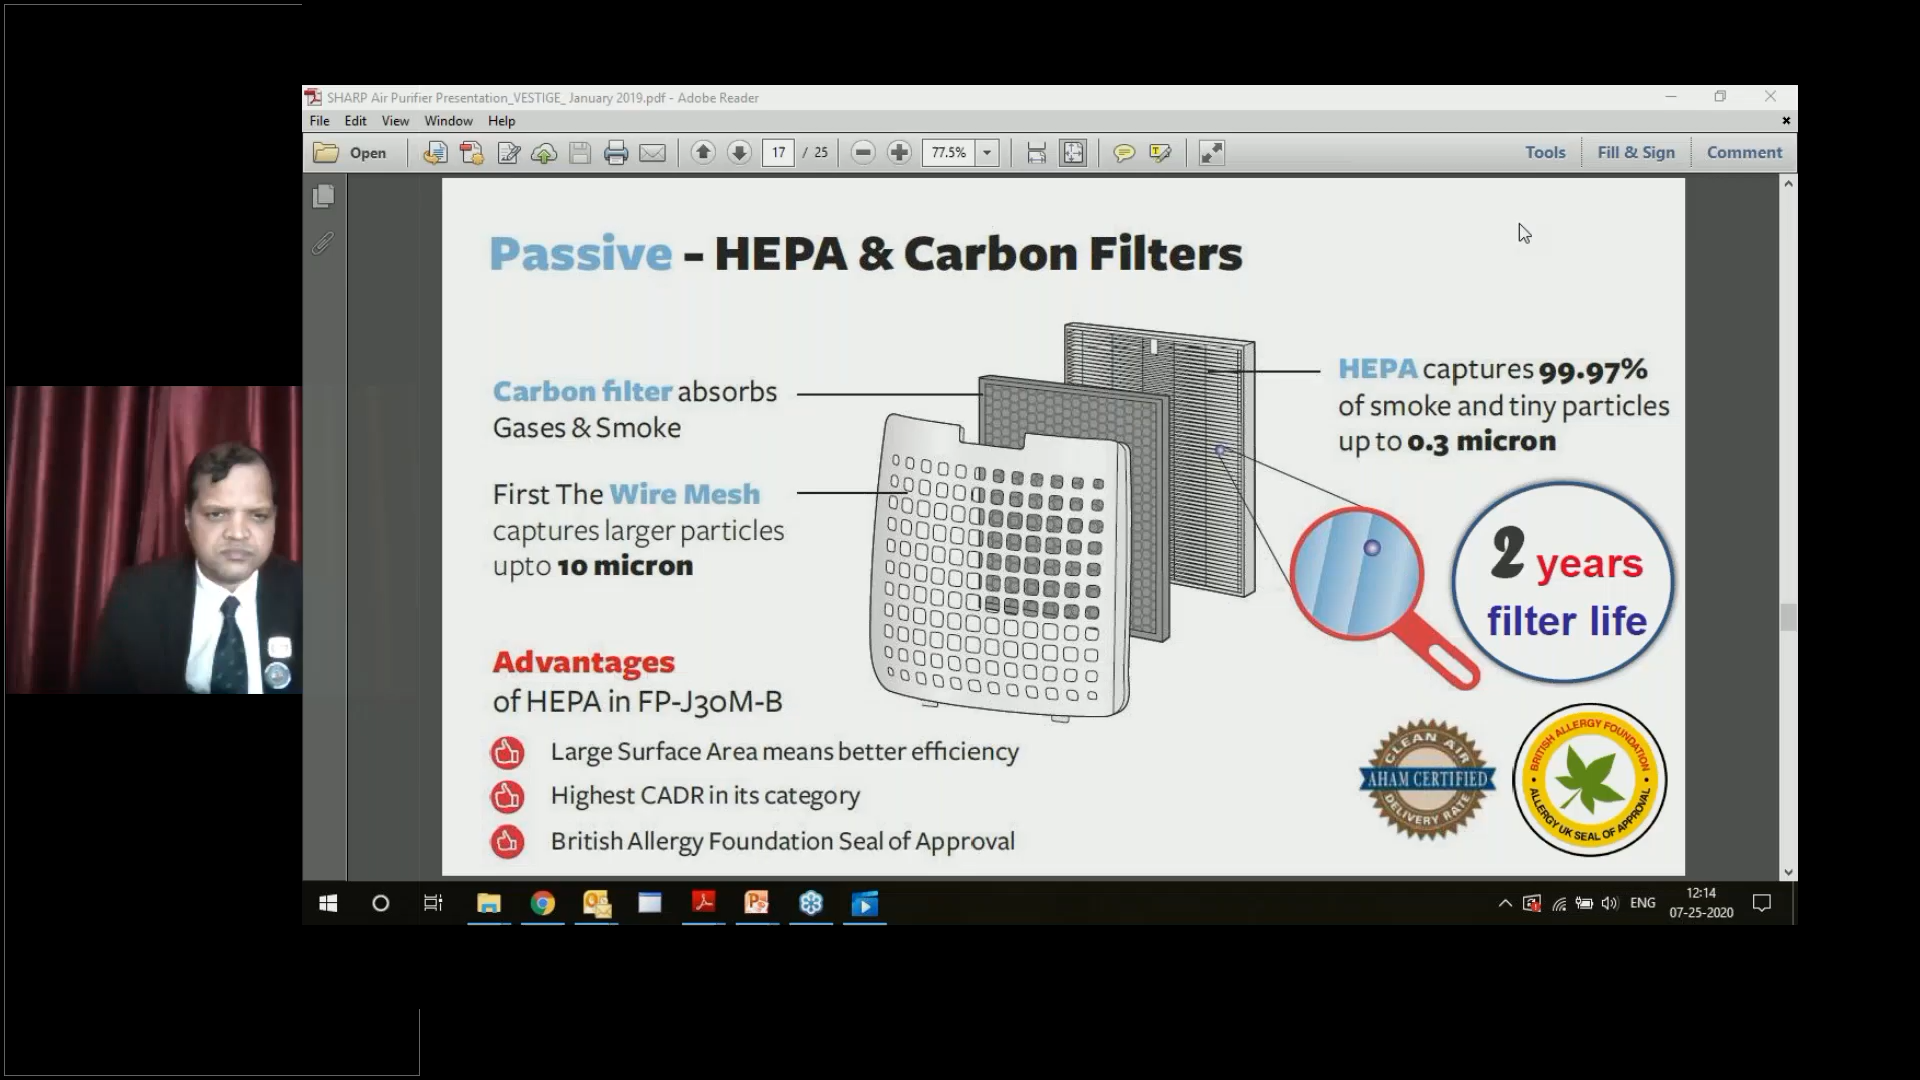 SHARP Air Purifier Presentation_VESTIGE_ January 2019.pdf - Adobe Reader
File Edit View Window Help
Open 17 / 25 77.5% Tools Fill & Sign Comment
Passive - HEPA & Carbon Filters
Carbon filter absorbs
Gases & Smoke
First The Wire Mesh
captures larger particles
upto 10 micron
HEPA captures 99.97%
of smoke and tiny particles
up to 0.3 micron
2 years
filter life
Advantages
of HEPA in FP-J30M-B
Large Surface Area means better efficiency
Highest CADR in its category
British Allergy Foundation Seal of Approval
CLEAN AIR
AHAM CERTIFIED
DELIVERY RATE
BRITISH ALLERGY FOUNDATION
ALLERGY UK SEAL OF APPROVAL
ENG
12:14
07-25-2020